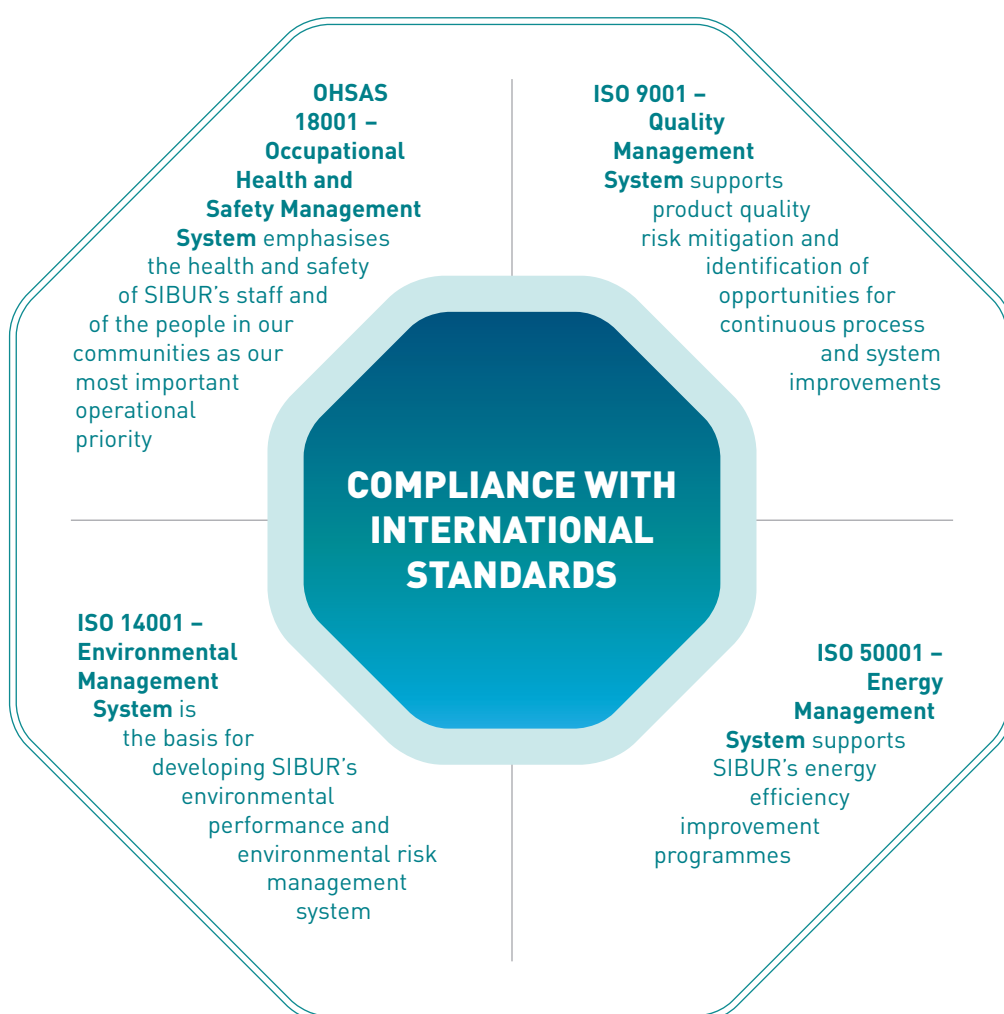 OHSAS
18001 –
Occupational
Health and
Safety Management
System emphasises
the health and safety
of SIBUR's staff and
of the people in our
communities as our
most important
operational
priority
ISO 9001 –
Quality
Management
System supports
product quality
risk mitigation and
identification of
opportunities for
continuous process
and system
improvements
COMPLIANCE WITH
INTERNATIONAL
STANDARDS
ISO 14001 –
Environmental
Management
System is
the basis for
developing SIBUR's
environmental
performance and
environmental risk
management
system
ISO 50001 –
Energy
Management
System supports
SIBUR's energy
efficiency
improvement
programmes